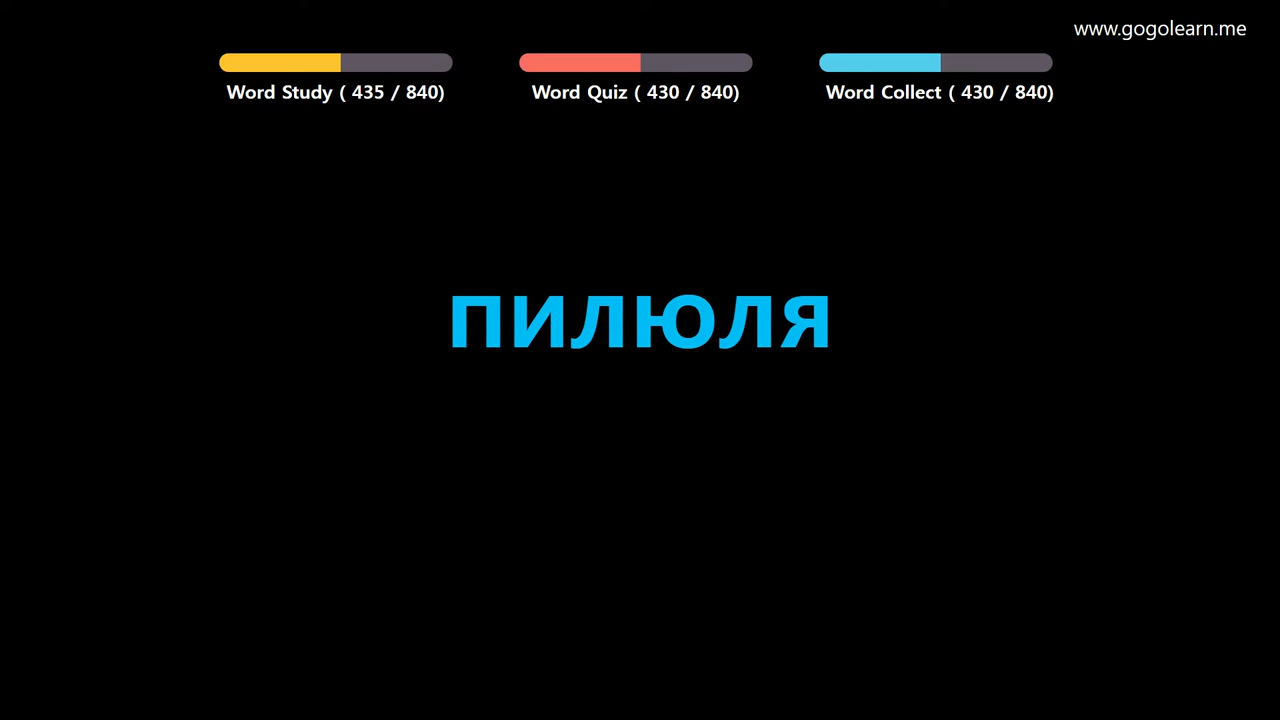 www.gogolearn.me
Word Study ( 435 / 840)
Word Quiz ( 430 / 840)
Word Collect ( 430 / 840)
пилюля